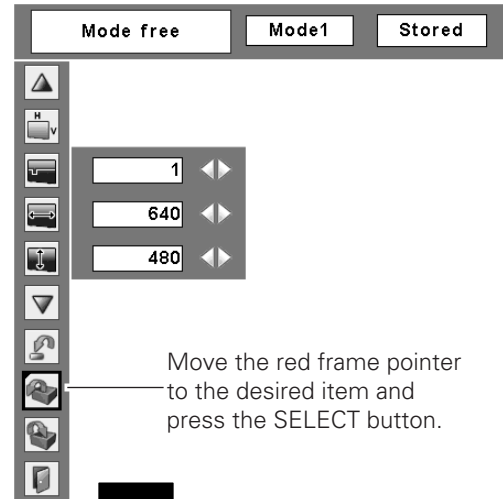 Mode free Mode1 Stored
H
V
1
640
480
Move the red frame pointer
to the desired item and
press the SELECT button.